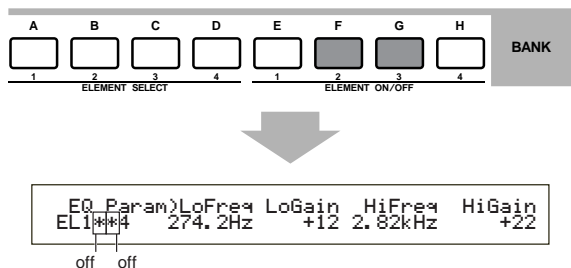 A B C D E F G H
BANK
1 2 3 4 1 2 3 4
ELEMENT SELECT ELEMENT ON/OFF
EQ Param)LoFreq LoGain HiFreq HiGain
EL1**4 274.2Hz +12 2.82kHz +22
off off